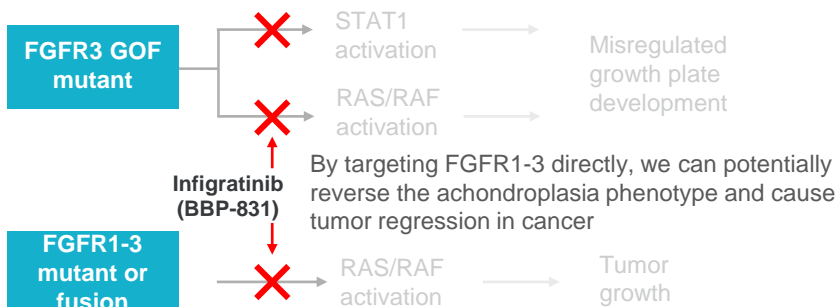 FGFR3 GOF
mutant
STAT1
activation
RAS/RAF
activation
Misregulated
growth plate
development
Infigratinib
(BBP-831)
By targeting FGFR1-3 directly, we can potentially
reverse the achondroplasia phenotype and cause
tumor regression in cancer
FGFR1-3
mutant or
fusion
RAS/RAF
activation
Tumor
growth